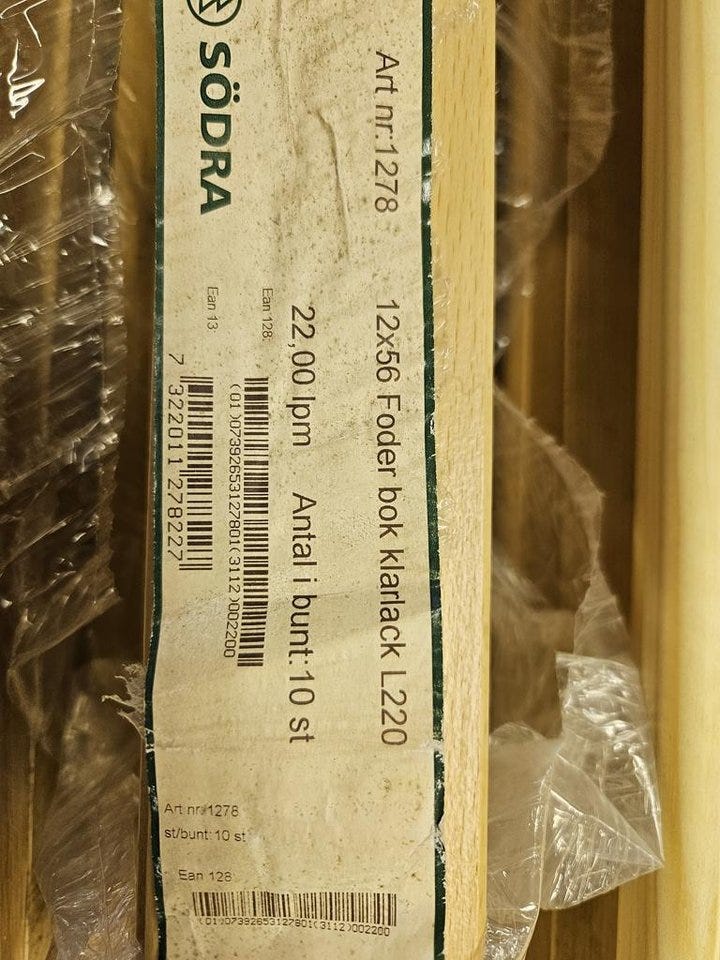 SÖDRA
Art nr:1278
12x56 Foder bok klarlack L220
22,00 lpm Antal i bunt:10 st
Ean 128:
(01)07392653127801(3112)002200
Ean 13:
7 322011 278227
Art nr:1278
st/bunt:10 st
Ean 128:
(01)07392653127801(3112)002200